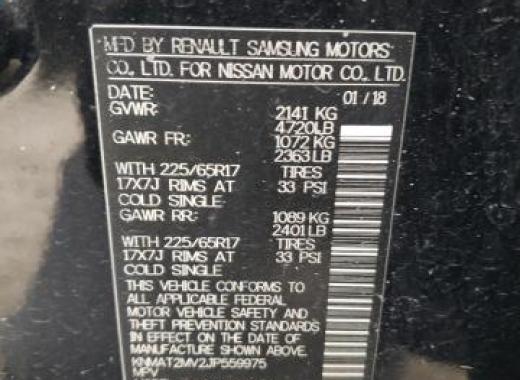 MFD BY RENAULT SAMSUNG MOTORS
CO., LTD. FOR NISSAN MOTOR CO., LTD.
DATE: 01/18
GVWR: 2141 KG
4720LB
GAWR FR: 1072 KG
2363 LB
WITH 225/65R17 TIRES
17X7J RIMS AT 33 PSI
COLD SINGLE
GAWR RR: 1089 KG
2401 LB
WITH 225/65R17 TIRES
17X7J RIMS AT 33 PSI
COLD SINGLE
THIS VEHICLE CONFORMS TO
ALL APPLICABLE FEDERAL
MOTOR VEHICLE SAFETY AND
THEFT PREVENTION STANDARDS
IN EFFECT ON THE DATE OF
MANUFACTURE SHOWN ABOVE.
KNMAT2MV2JP559975
MPV